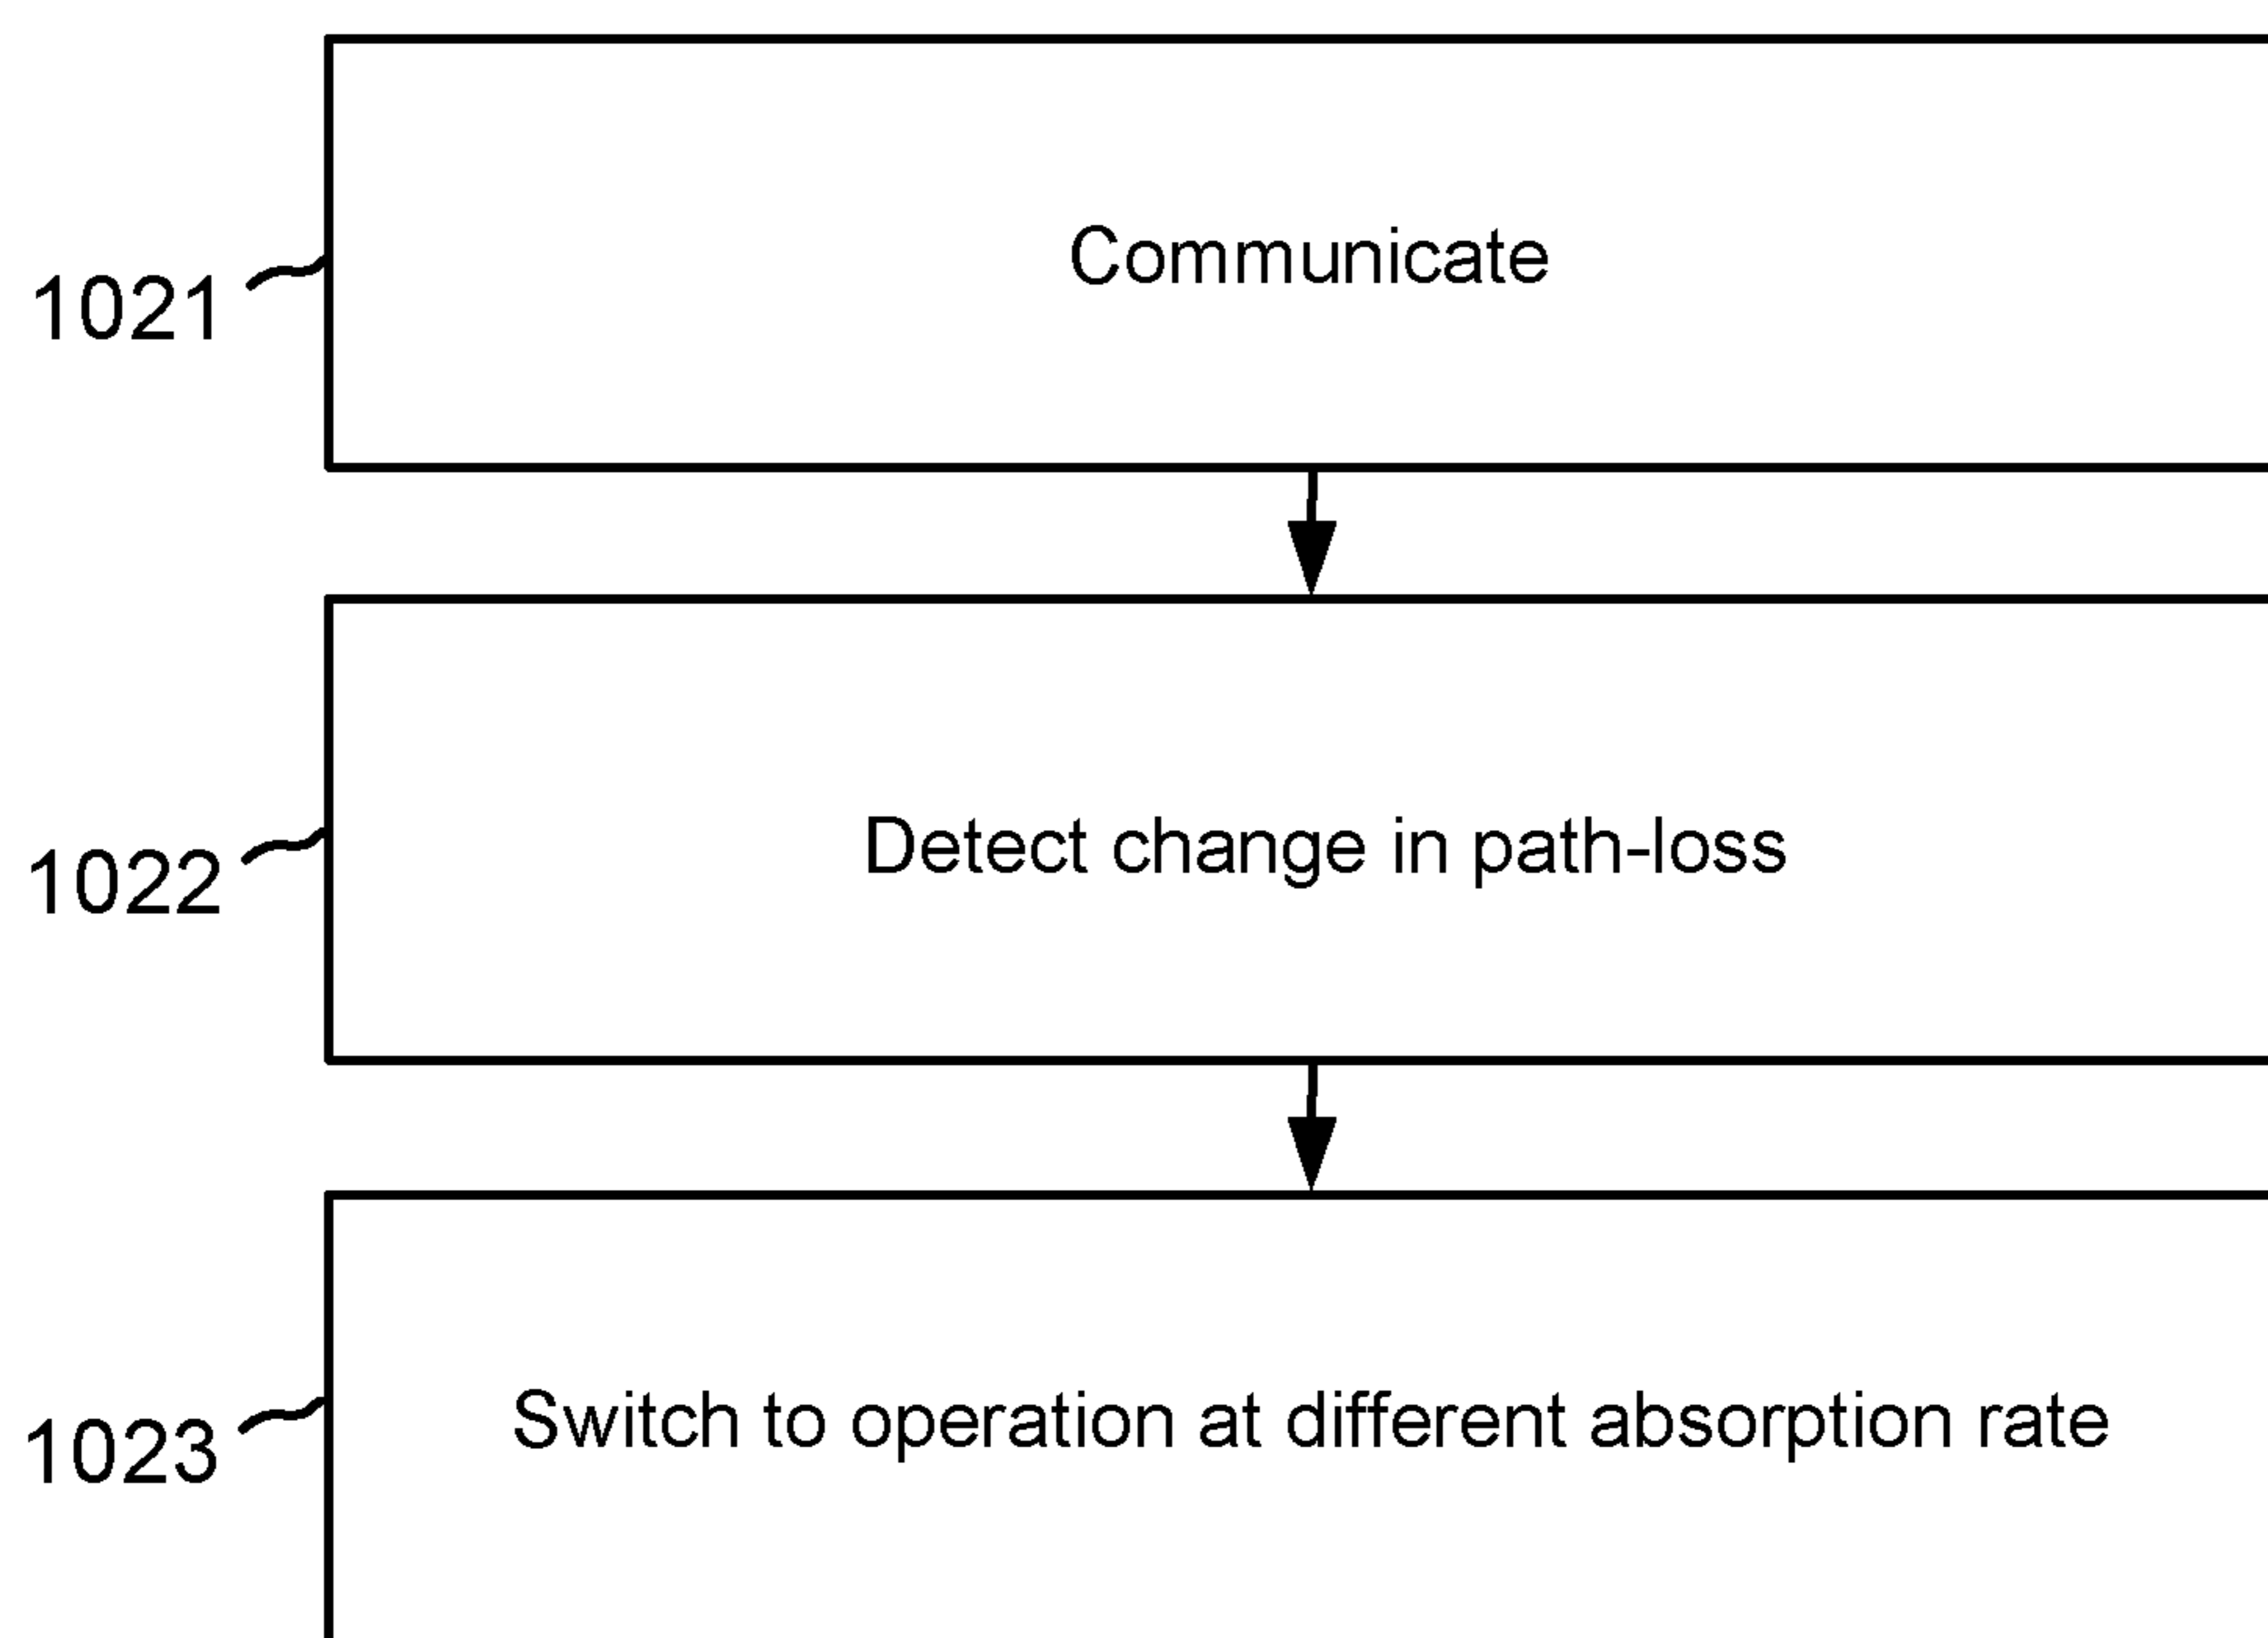 Communicate
1021
Detect change in path-loss
1022
Switch to operation at different absorption rate
1023